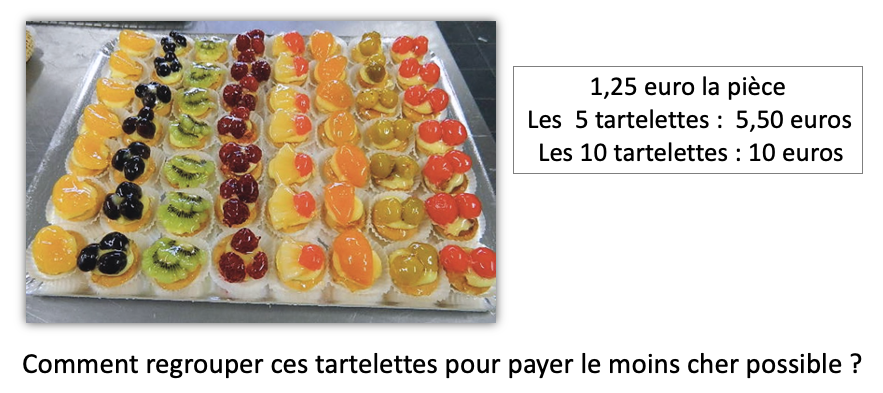 1,25 euro la pièce
Les 5 tartelettes : 5,50 euros
Les 10 tartelettes : 10 euros
Comment regrouper ces tartelettes pour payer le moins cher possible ?